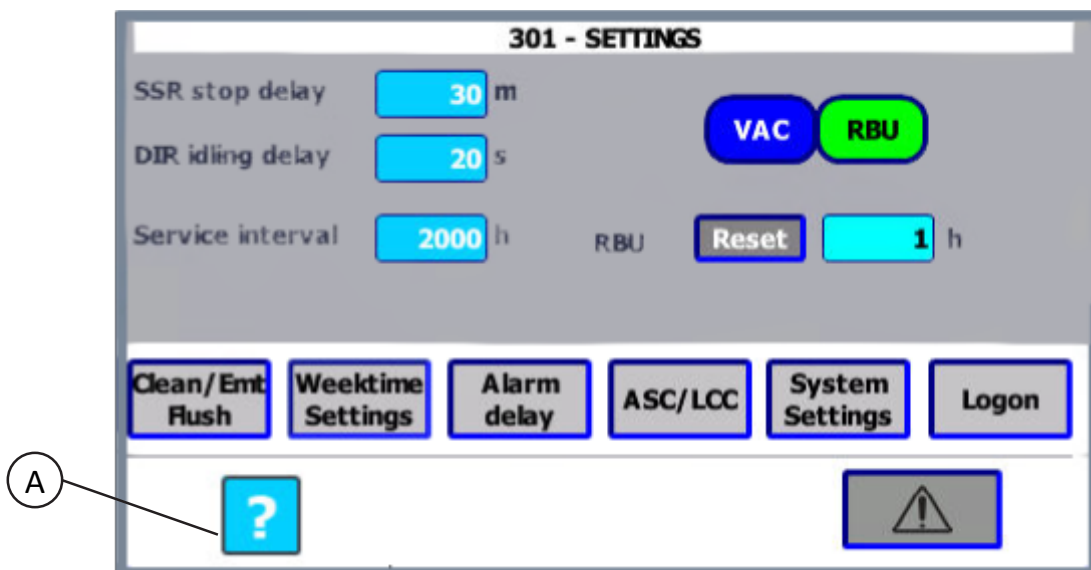 301 - SETTINGS
SSR stop delay 30 m
VAC RBU
DIR idling delay 20 s
Service interval 2000 h RBU Reset 1 h
Clean/Emt Flush
Weektime Settings
Alarm delay
ASC/LCC
System Settings
Logon
A
?